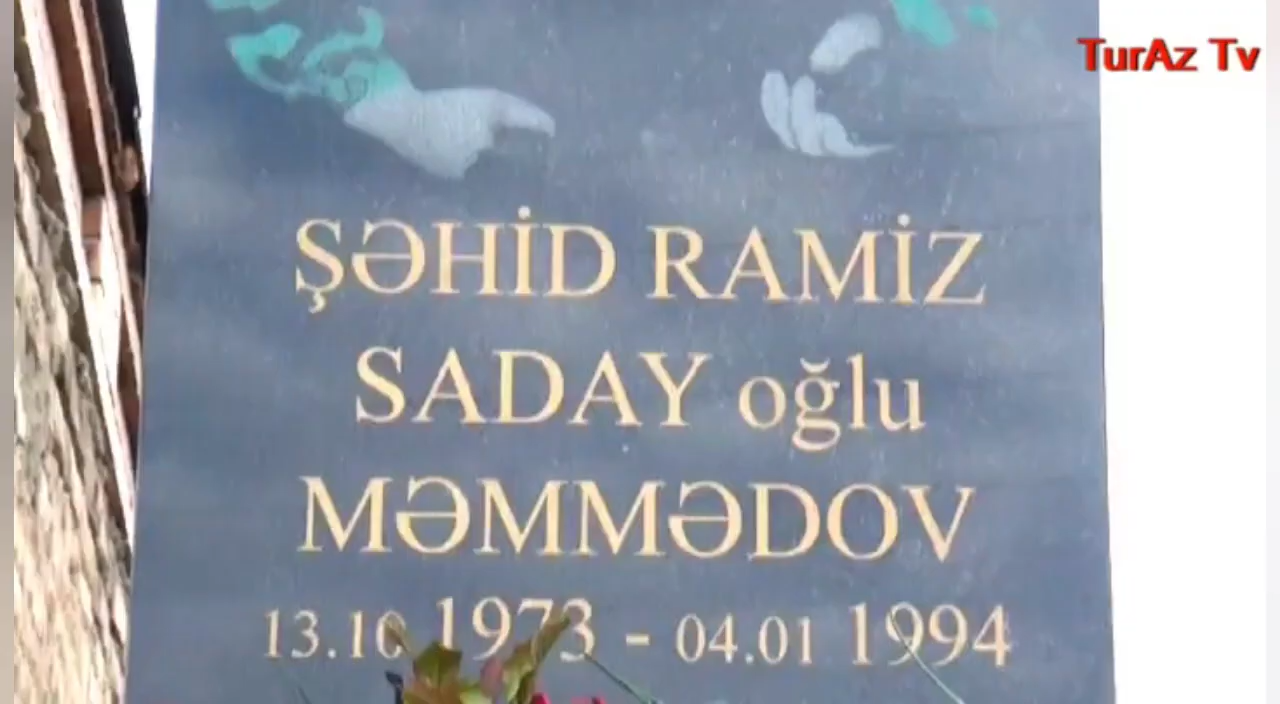 TurAz Tv
ŞƏHİD RAMİZ
SADAY oğlu
MƏMMƏDOV
13.10 1973 - 04.01 1994